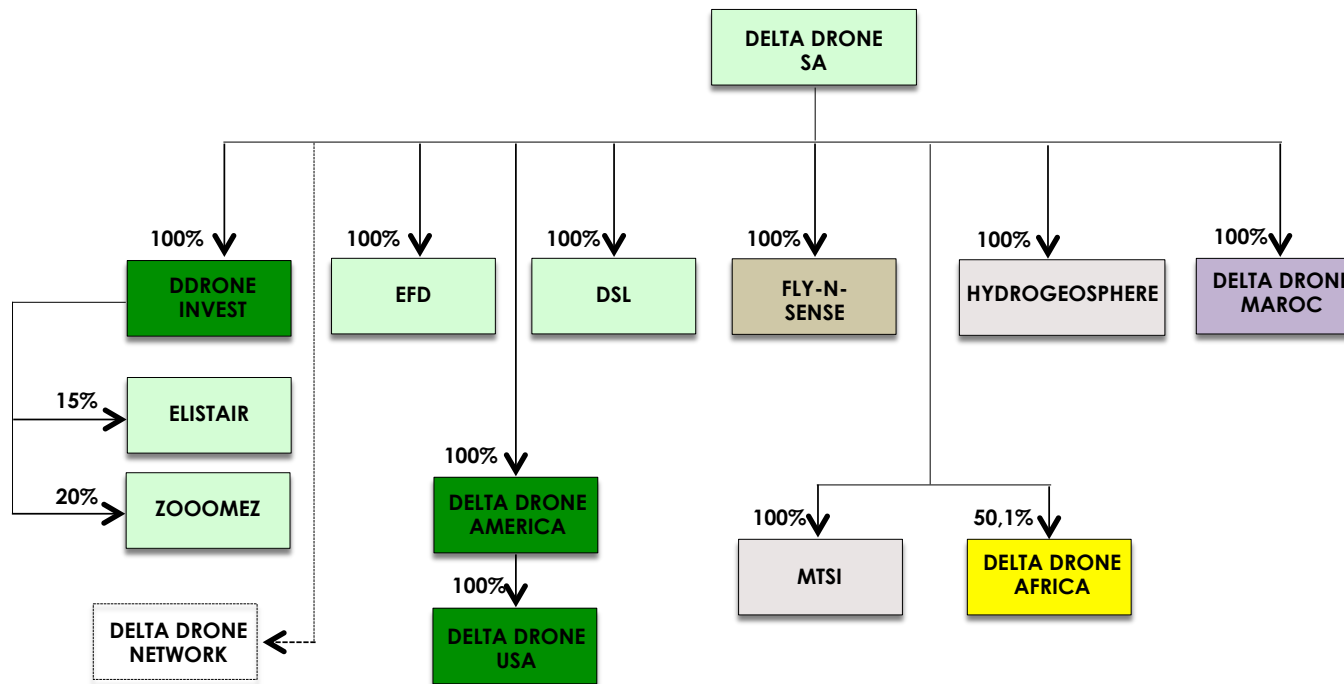 DELTA DRONE
SA
100%
100%
100%
100%
100%
100%
DDRONE
INVEST
EFD
DSL
FLY-N-
SENSE
HYDROGEOSPHERE
DELTA DRONE
MAROC
15%
ELISTAIR
20%
ZOOOMEZ
100%
DELTA DRONE
AMERICA
100%
MTSI
50,1%
DELTA DRONE
AFRICA
100%
DELTA DRONE
USA
DELTA DRONE
NETWORK